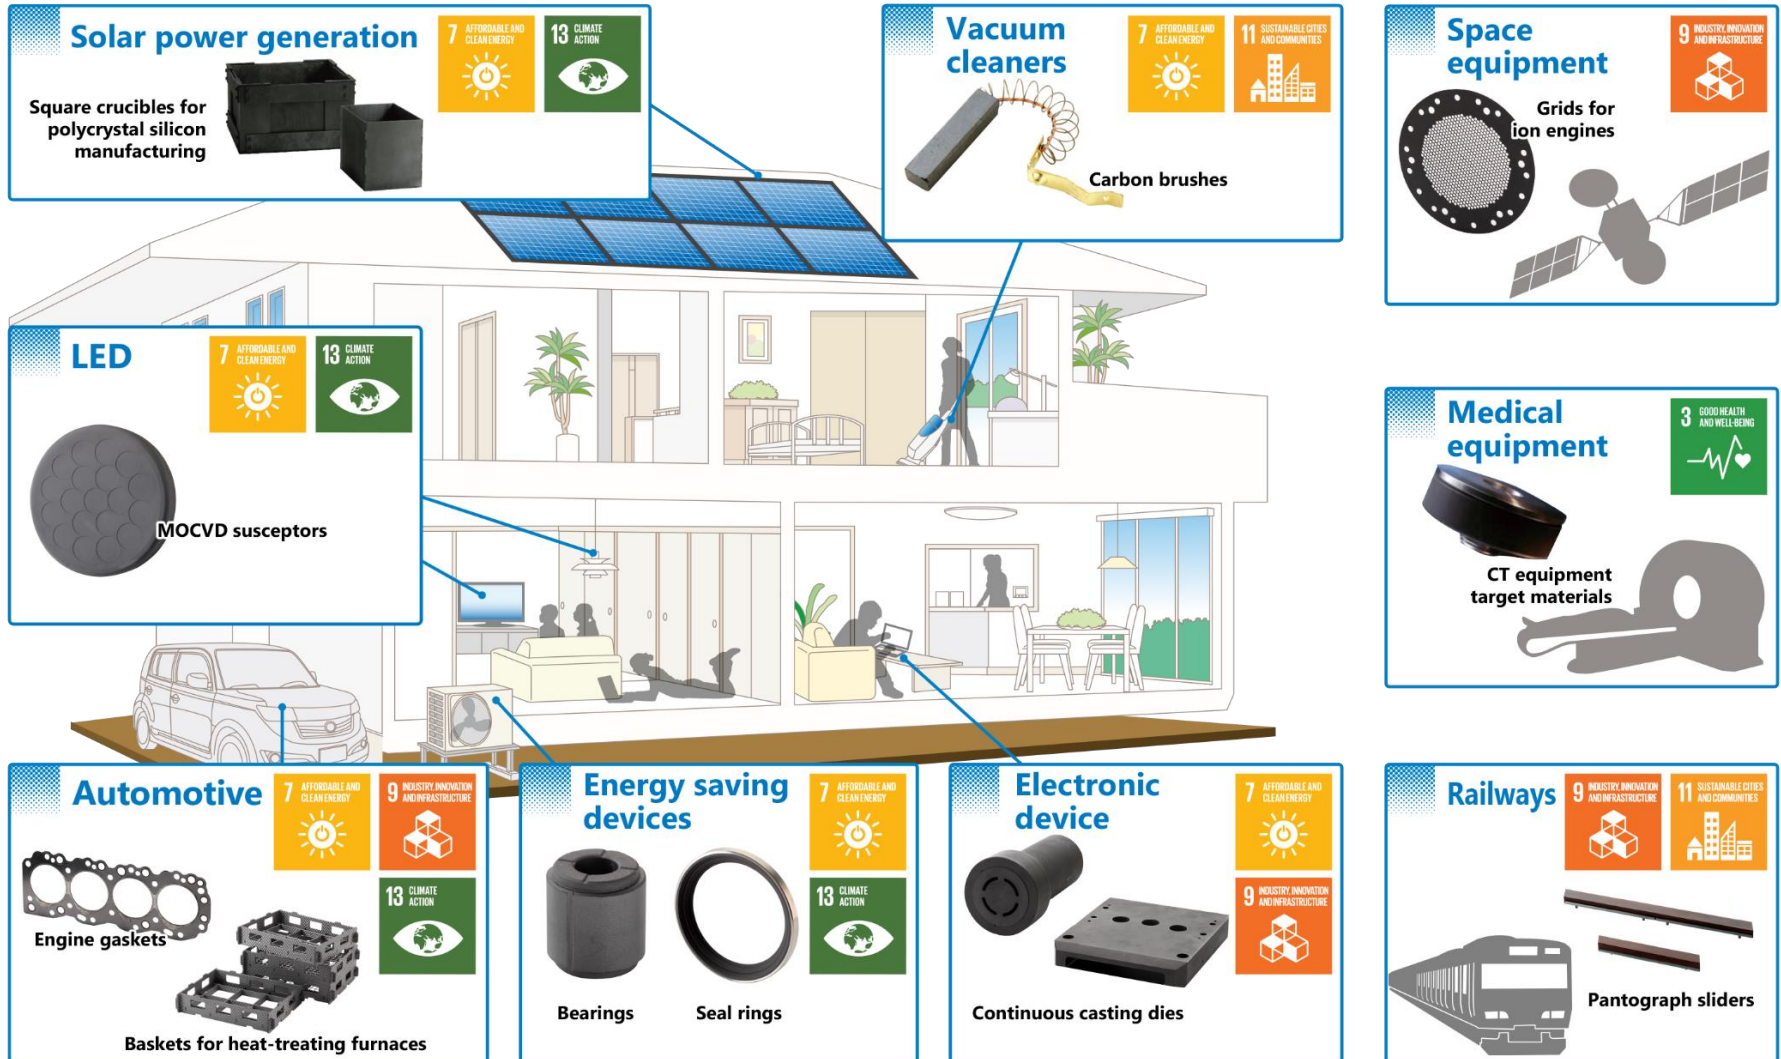 Solar power generation
7 AFFORDABLE AND
CLEAN ENERGY
13 CLIMATE
ACTION
Square crucibles for
polycrystal silicon
manufacturing
Vacuum
cleaners
7 AFFORDABLE AND
CLEAN ENERGY
11 SUSTAINABLE CITIES
AND COMMUNITIES
Carbon brushes
Space
equipment
9 INDUSTRY, INNOVATION
AND INFRASTRUCTURE
Grids for
ion engines
LED
7 AFFORDABLE AND
CLEAN ENERGY
13 CLIMATE
ACTION
MOCVD susceptors
Medical
equipment
3 GOOD HEALTH
AND WELL-BEING
CT equipment
target materials
Automotive
7 AFFORDABLE AND
CLEAN ENERGY
9 INDUSTRY, INNOVATION
AND INFRASTRUCTURE
13 CLIMATE
ACTION
Engine gaskets
Baskets for heat-treating furnaces
Energy saving
devices
7 AFFORDABLE AND
CLEAN ENERGY
13 CLIMATE
ACTION
Bearings
Seal rings
Electronic
device
7 AFFORDABLE AND
CLEAN ENERGY
9 INDUSTRY, INNOVATION
AND INFRASTRUCTURE
Continuous casting dies
Railways
9 INDUSTRY, INNOVATION
AND INFRASTRUCTURE
11 SUSTAINABLE CITIES
AND COMMUNITIES
Pantograph sliders